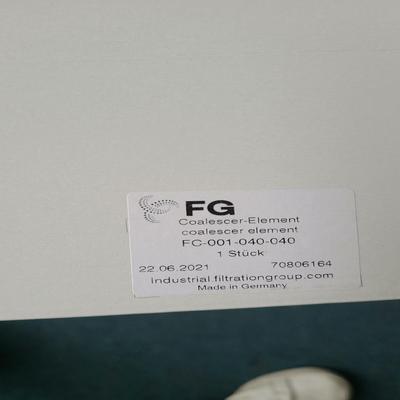 FG
Coalescer-Element
coalescer element
FC-001-040-040
1 Stück
22.06.2021 70806164
industrial.filtrationgroup.com
Made in Germany